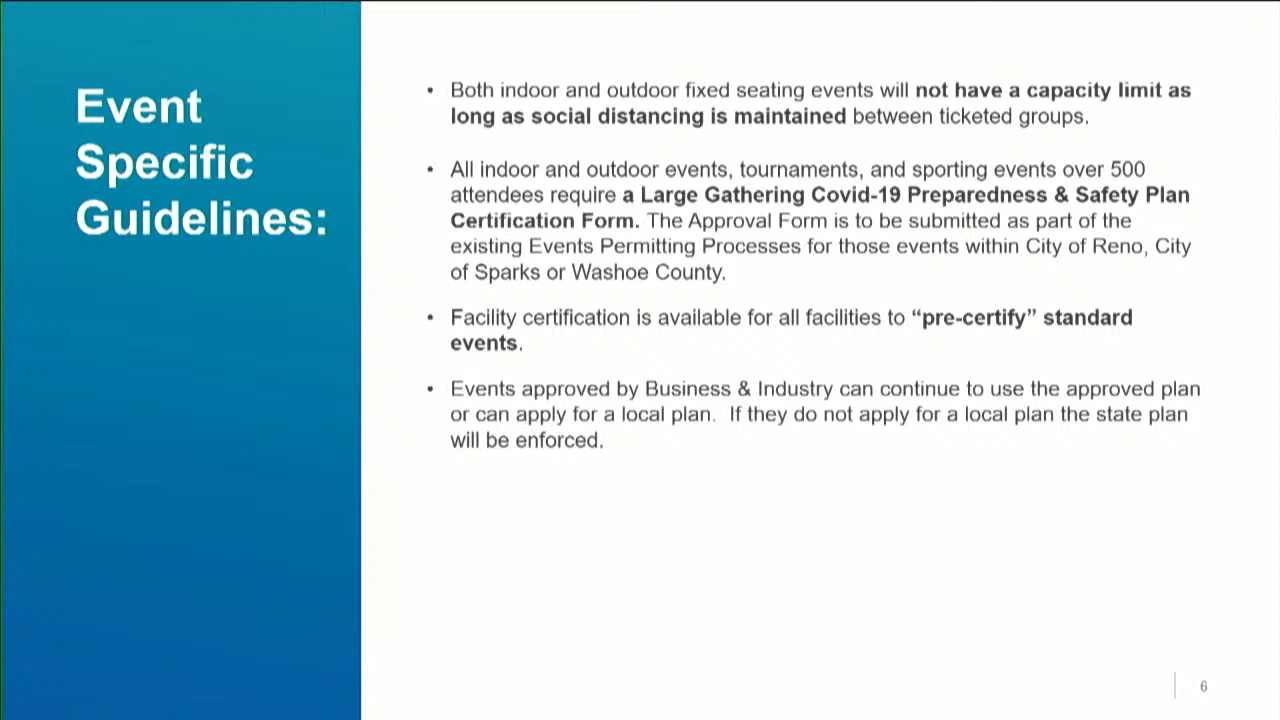 Event
Specific
Guidelines:
• Both indoor and outdoor fixed seating events will not have a capacity limit as
long as social distancing is maintained between ticketed groups.
• All indoor and outdoor events, tournaments, and sporting events over 500
attendees require a Large Gathering Covid-19 Preparedness & Safety Plan
Certification Form. The Approval Form is to be submitted as part of the
existing Events Permitting Processes for those events within City of Reno, City
of Sparks or Washoe County.
• Facility certification is available for all facilities to “pre-certify” standard
events.
• Events approved by Business & Industry can continue to use the approved plan
or can apply for a local plan.  If they do not apply for a local plan the state plan
will be enforced.
6